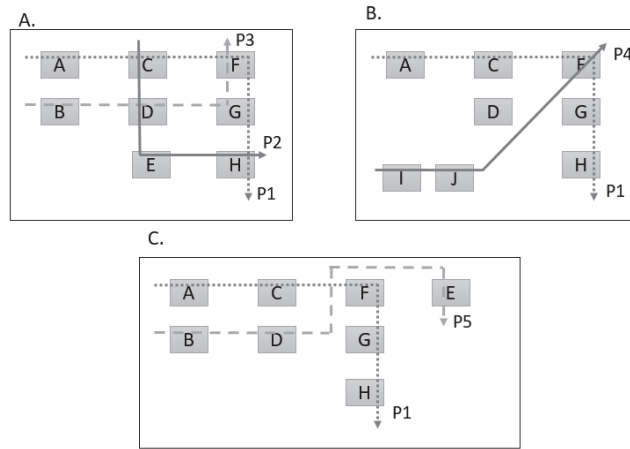 A.
P3
A C F
B D G
P2
E H
P1
B.
P4
A C F
D G
H
I J
P1
C.
A C F E
P5
B D G
H
P1